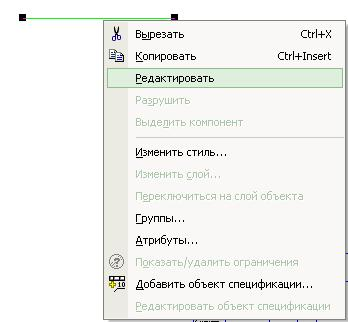 Вырезать Ctrl+X
Копировать Ctrl+Insert
Редактировать
Разрушить
Выделить компонент
Изменить стиль...
Изменить слой...
Переключиться на слой объекта
Группы...
Атрибуты...
Показать/удалить ограничения
Добавить объект спецификации...
Редактировать объект спецификации